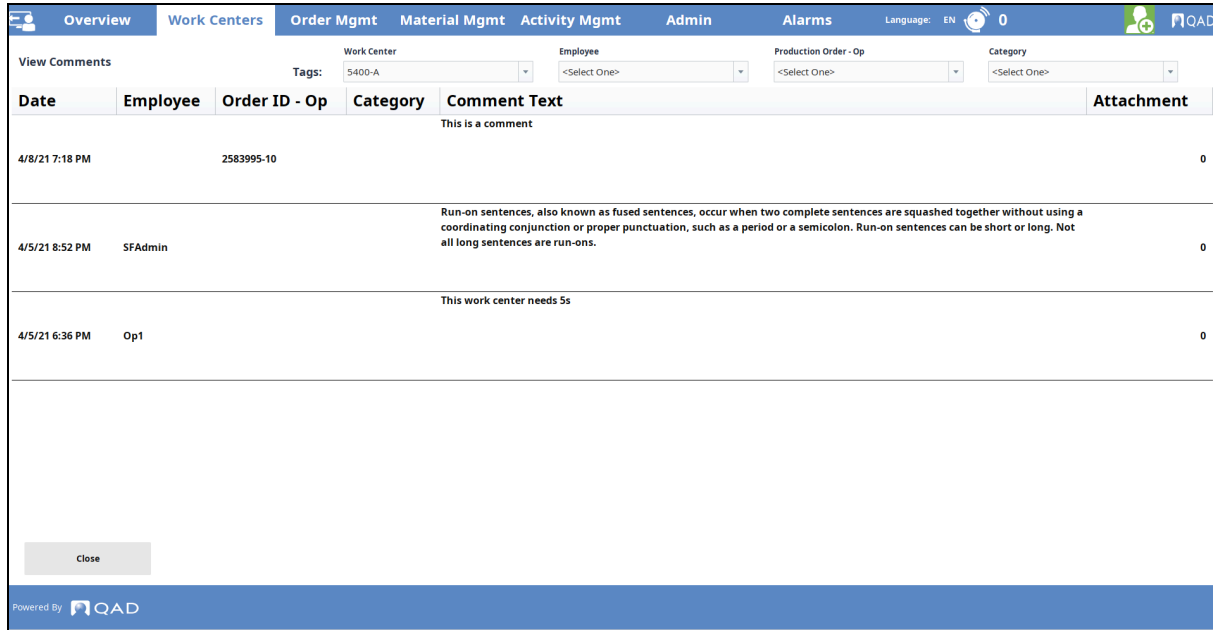 Overview Work Centers Order Mgmt Material Mgmt Activity Mgmt Admin Alarms Language: EN 0 QAD
View Comments
Tags:
Work Center Employee Production Order - Op Category
5400-A <Select One> <Select One> <Select One>
Date Employee Order ID - Op Category Comment Text Attachment
This is a comment
4/8/21 7:18 PM 2583995-10 0
Run-on sentences, also known as fused sentences, occur when two complete sentences are squashed together without using a
coordinating conjunction or proper punctuation, such as a period or a semicolon. Run-on sentences can be short or long. Not
all long sentences are run-ons.
4/5/21 8:52 PM SFAdmin 0
This work center needs 5s
4/5/21 6:36 PM Op1 0
Close
Powered By QAD